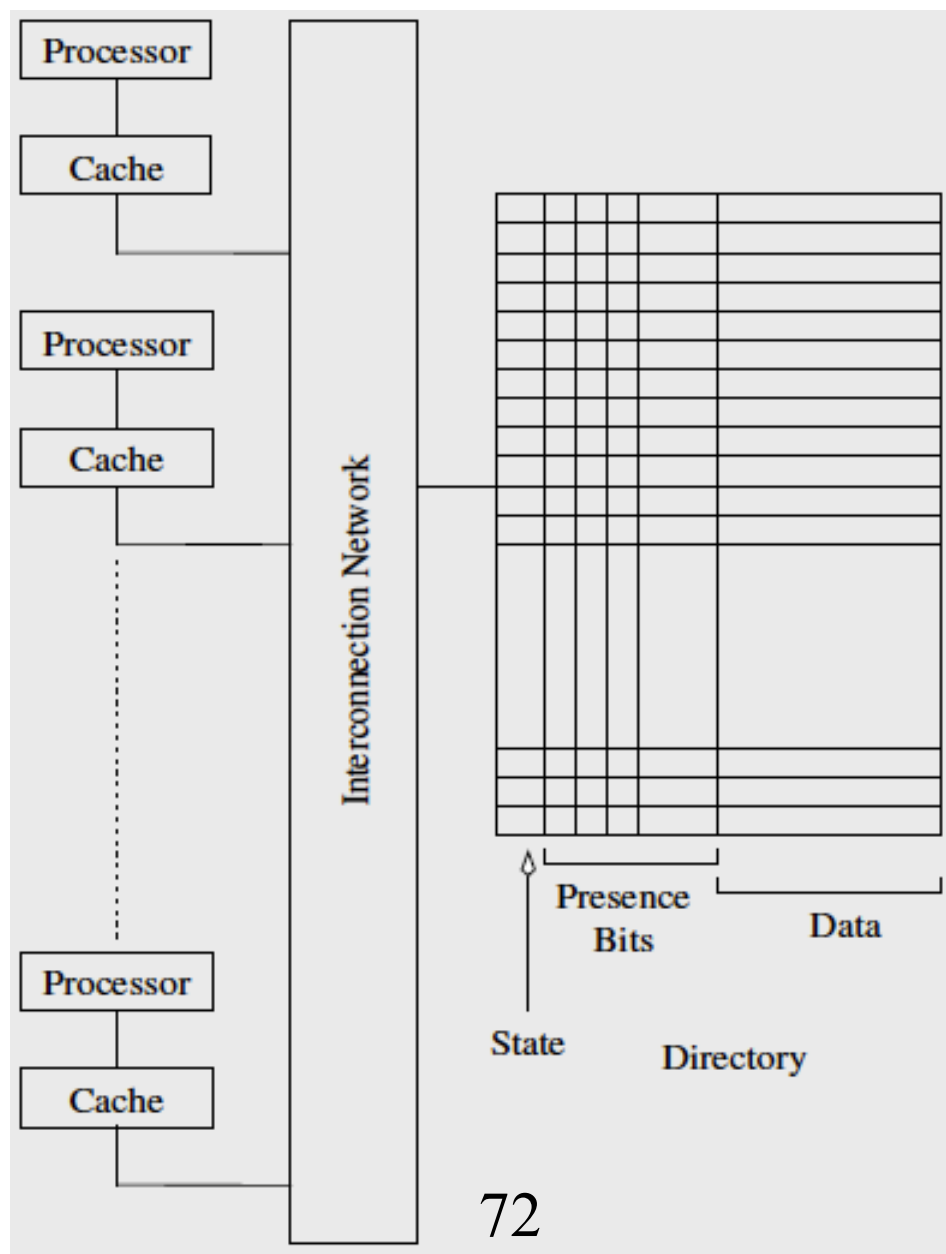 Processor
Cache
Processor
Cache
Interconnection Network
Processor
Cache
Presence
Bits
Data
State
Directory
72